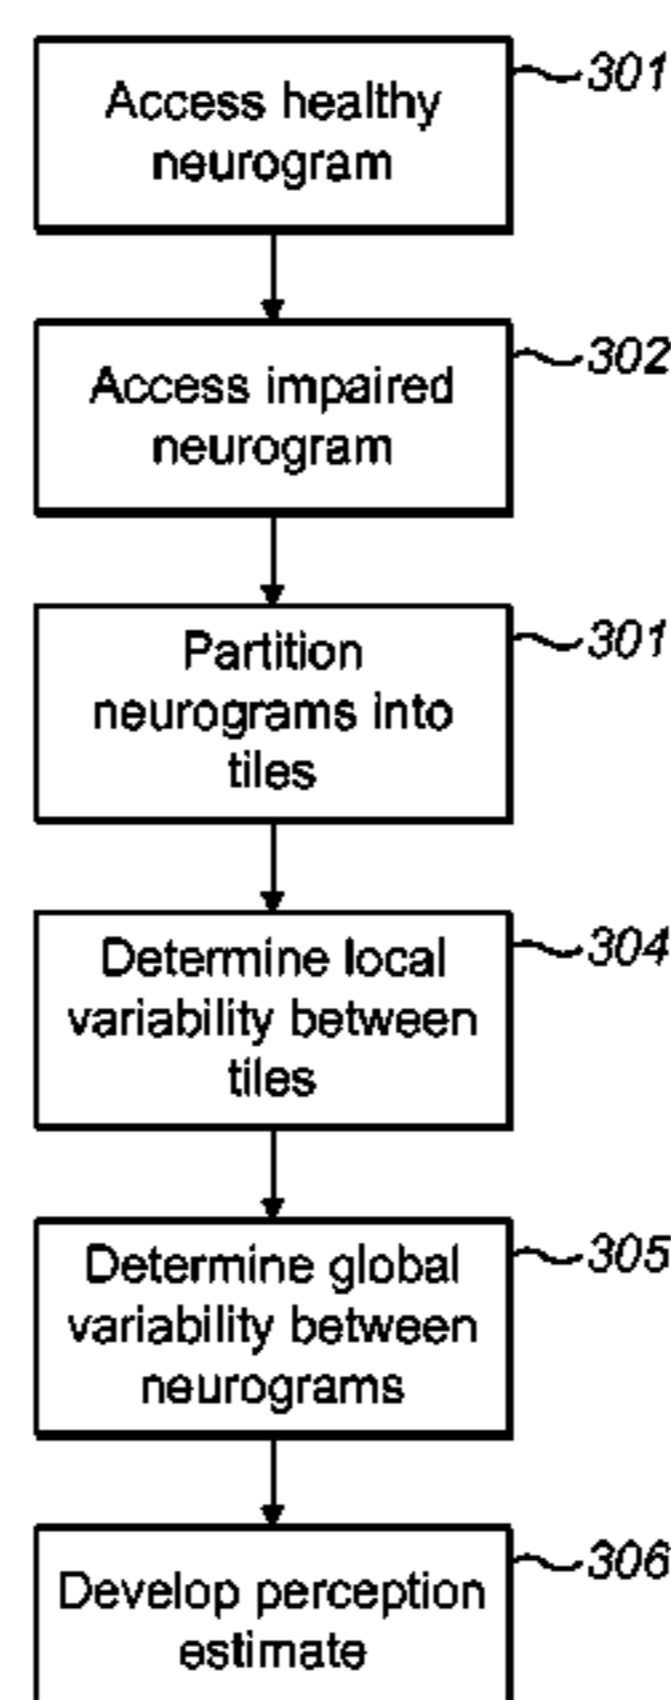 Access healthy
neurogram
301
Access impaired
neurogram
302
Partition
neurograms into
tiles
301
Determine local
variability between
tiles
304
Determine global
variability between
neurograms
305
Develop perception
estimate
306